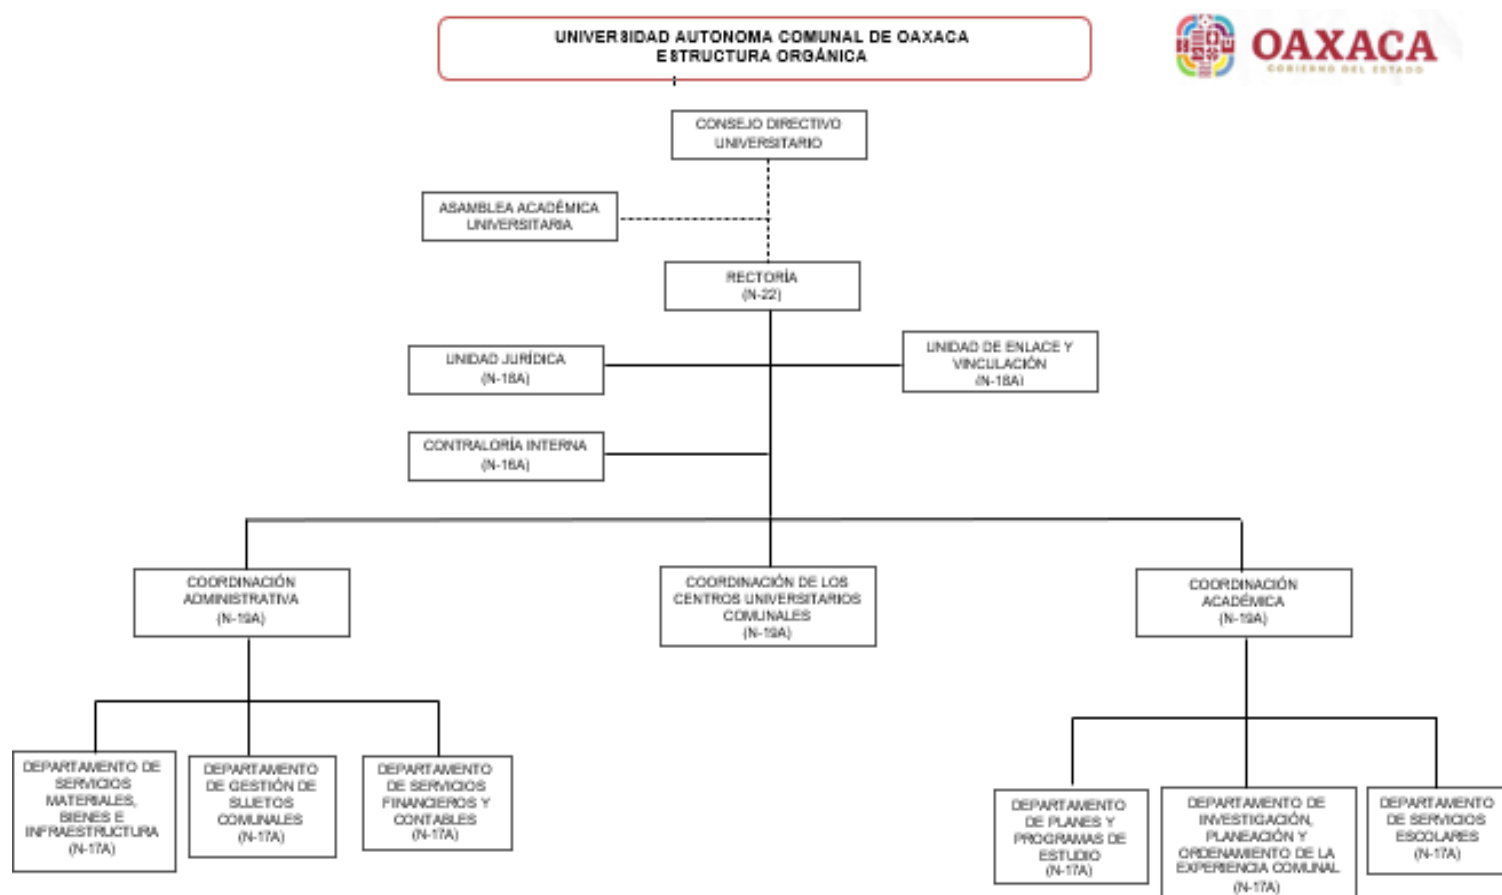 UNIVERSIDAD AUTONOMA COMUNAL DE OAXACA
ESTRUCTURA ORGÁNICA
OAXACA
GOBIERNO DEL ESTADO
CONSEJO DIRECTIVO
UNIVERSITARIO
ASAMBLEA ACADÉMICA
UNIVERSITARIA
RECTORÍA
(N-22)
UNIDAD JURÍDICA
(N-18A)
UNIDAD DE ENLACE Y
VINCULACIÓN
(N-18A)
CONTRALORÍA INTERNA
(N-16A)
COORDINACIÓN
ADMINISTRATIVA
(N-19A)
COORDINACIÓN DE LOS
CENTROS UNIVERSITARIOS
COMUNALES
(N-19A)
COORDINACIÓN
ACADÉMICA
(N-19A)
DEPARTAMENTO DE
SERVICIOS
MATERIALES,
BIENES E
INFRAESTRUCTURA
(N-17A)
DEPARTAMENTO
DE GESTIÓN DE
SUJETOS
COMUNALES
(N-17A)
DEPARTAMENTO
DE SERVICIOS
FINANCIEROS Y
CONTABLES
(N-17A)
DEPARTAMENTO
DE PLANES Y
PROGRAMAS DE
ESTUDIO
(N-17A)
DEPARTAMENTO DE
INVESTIGACIÓN,
PLANEACIÓN Y
ORDENAMIENTO DE LA
EXPERIENCIA COMUNAL
(N-17A)
DEPARTAMENTO
DE SERVICIOS
ESCOLARES
(N-17A)